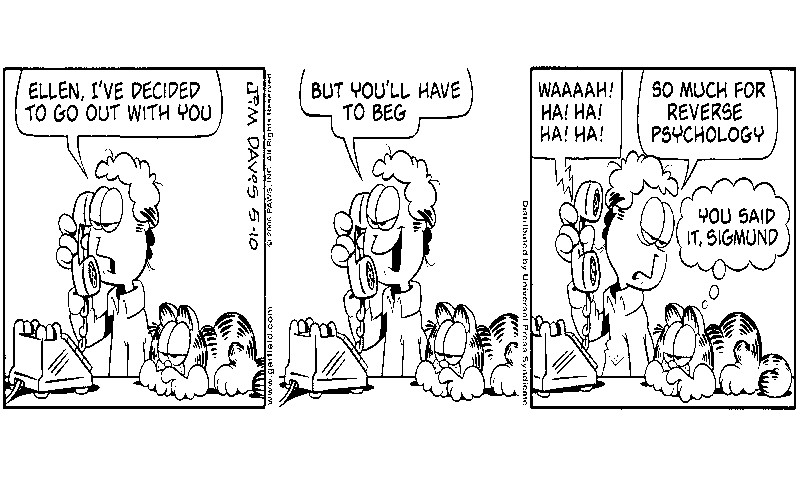 ELLEN, I'VE DECIDED
TO GO OUT WITH YOU
JIM DAVIS 5-10
© 2006 PAWS, INC. All Rights Reserved
www.garfield.com
BUT YOU'LL HAVE
TO BEG
Distributed by Universal Press Syndicate
WAAAAH!
HA! HA!
HA! HA!
SO MUCH FOR
REVERSE
PSYCHOLOGY
YOU SAID
IT, SIGMUND